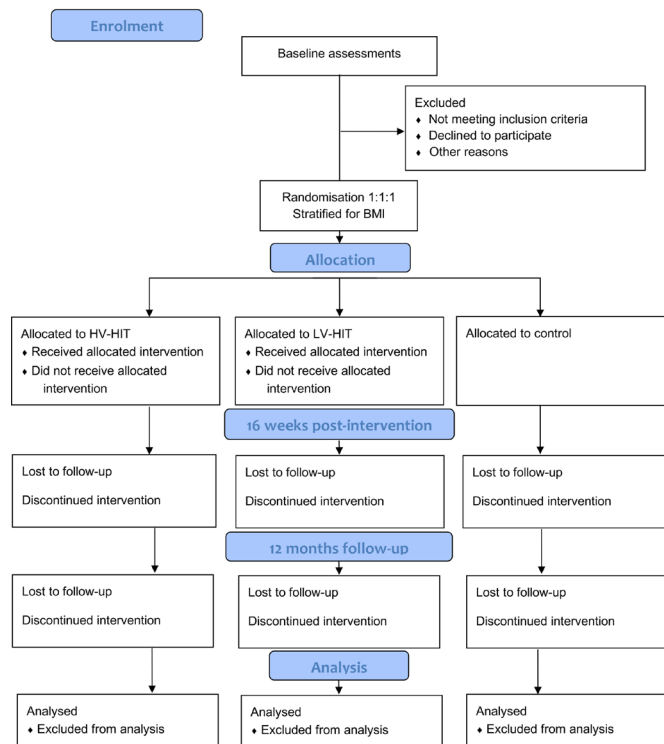 Enrolment
Baseline assessments
Excluded
♦ Not meeting inclusion criteria
♦ Declined to participate
♦ Other reasons
Randomisation 1:1:1
Stratified for BMI
Allocation
Allocated to HV-HIT
♦ Received allocated intervention
♦ Did not receive allocated
intervention
Allocated to LV-HIT
♦ Received allocated intervention
♦ Did not receive allocated
intervention
Allocated to control
16 weeks post-intervention
Lost to follow-up
Discontinued intervention
Lost to follow-up
Discontinued intervention
Lost to follow-up
Discontinued intervention
12 months follow-up
Lost to follow-up
Discontinued intervention
Lost to follow-up
Discontinued intervention
Lost to follow-up
Discontinued intervention
Analysis
Analysed
♦ Excluded from analysis
Analysed
♦ Excluded from analysis
Analysed
♦ Excluded from analysis